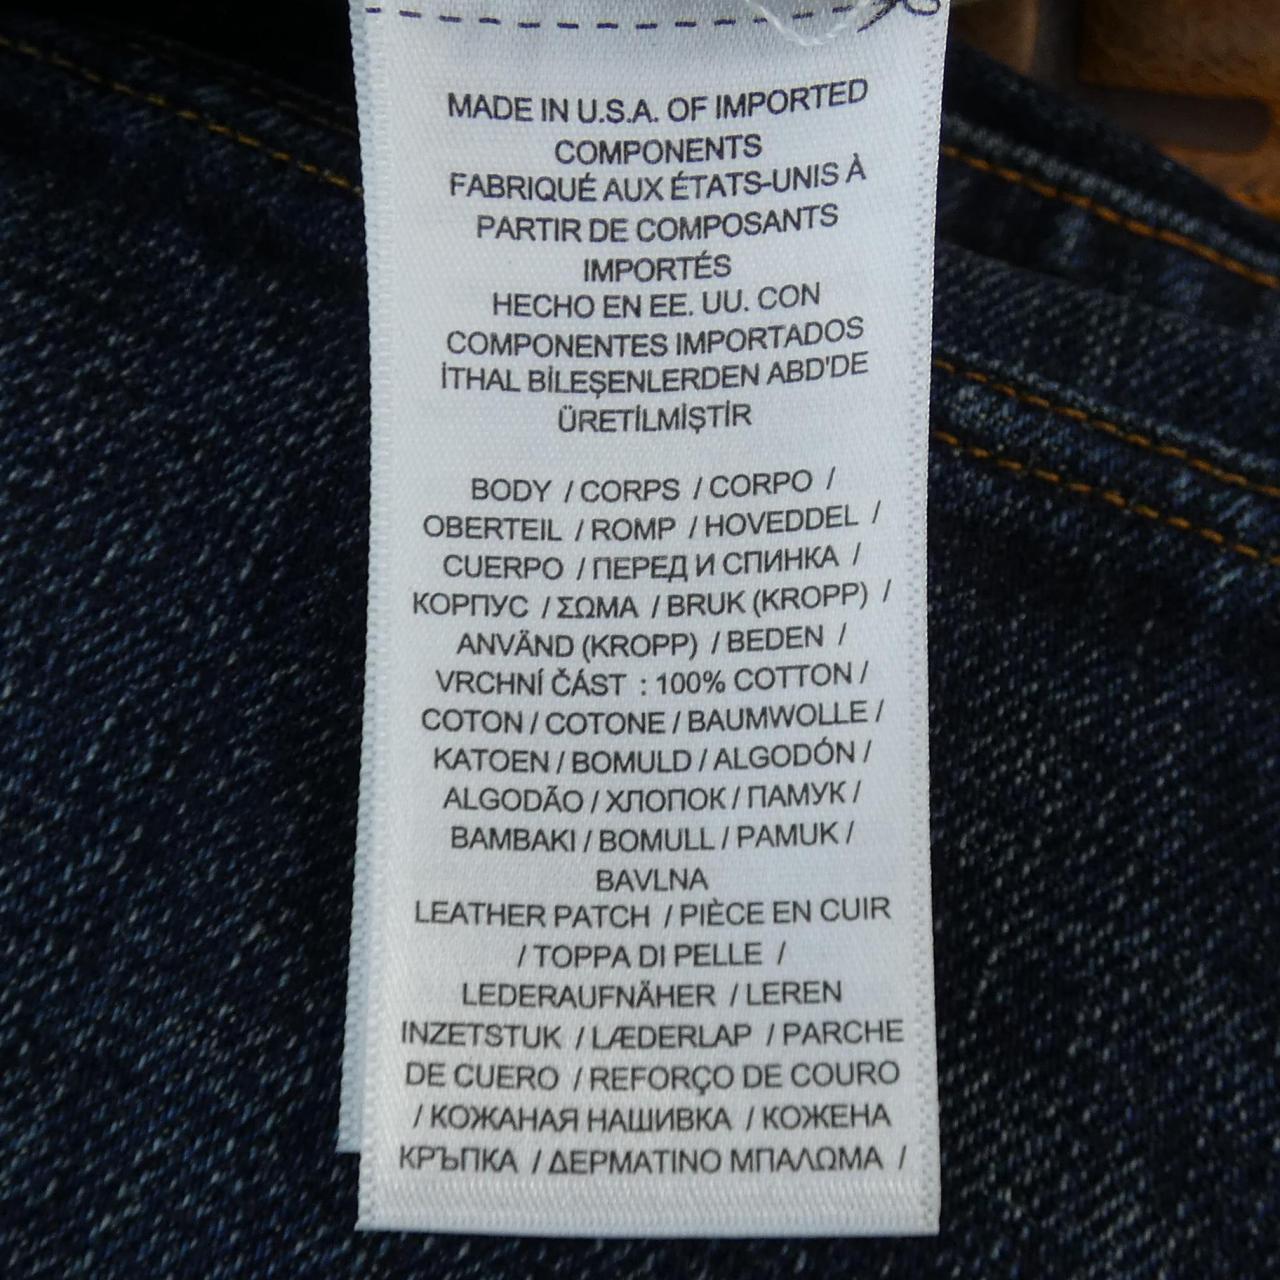 MADE IN U.S.A. OF IMPORTED
COMPONENTS
FABRIQUÉ AUX ÉTATS-UNIS À
PARTIR DE COMPOSANTS
IMPORTÉS
HECHO EN EE. UU. CON
COMPONENTES IMPORTADOS
İTHAL BİLEŞENLERDEN ABD'DE
ÜRETİLMİŞTİR
BODY / CORPS / CORPO /
OBERTEIL / ROMP / HOVEDDEL /
CUERPO / ПЕРЕД И СПИНКА /
КОРПУС / ΣΩΜΑ / BRUK (KROPP) /
ANVÄND (KROPP) / BEDEN /
VRCHNÍ ČÁST : 100% COTTON /
COTON / COTONE / BAUMWOLLE /
KATOEN / BOMULD / ALGODÓN /
ALGODÃO / ХЛОПОК / ПАМУК /
BAMBAKI / BOMULL / PAMUK /
BAVLNA
LEATHER PATCH / PIÈCE EN CUIR
/ TOPPA DI PELLE /
LEDERAUFNÄHER / LEREN
INZETSTUK / LÆDERLAP / PARCHE
DE CUERO / REFORÇO DE COURO
/ КОЖАНАЯ НАШИВКА / КОЖЕНА
КРЪПКА / ΔΕΡΜΑΤΙΝΟ ΜΠΑΛΩΜΑ /